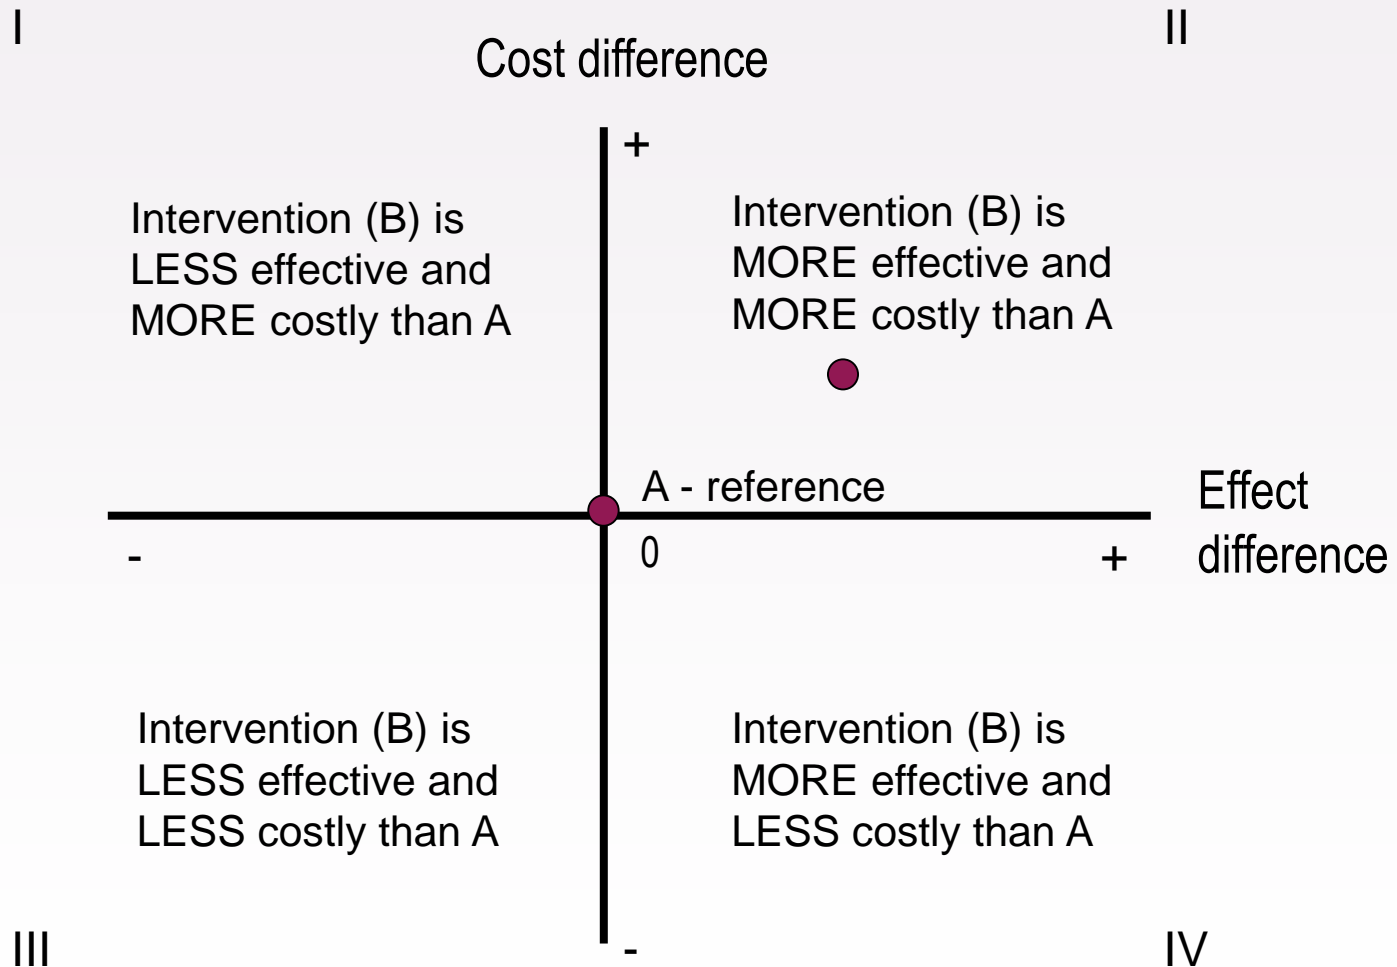 I
II
Cost difference
+
Intervention (B) is
LESS effective and
MORE costly than A
Intervention (B) is
MORE effective and
MORE costly than A
A - reference
Effect
difference
-
0
+
Intervention (B) is
LESS effective and
LESS costly than A
Intervention (B) is
MORE effective and
LESS costly than A
III
-
IV